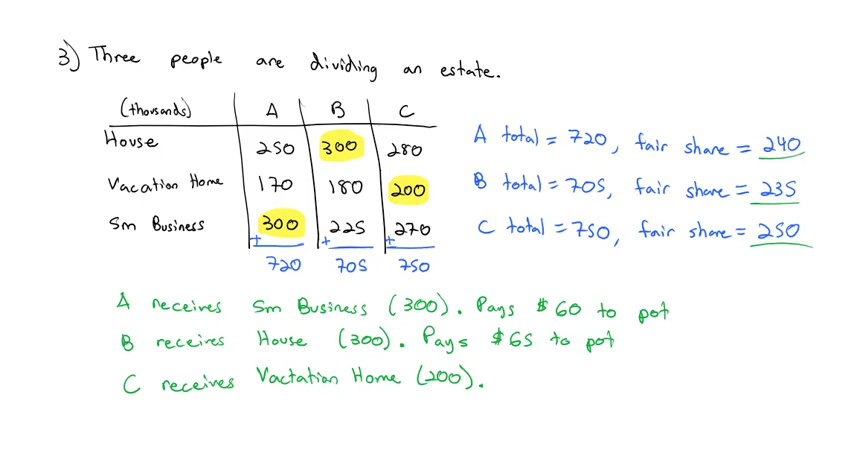 3) Three people are dividing an estate.
(thousands) A B C
House 250 300 280
Vacation Home 170 180 200
Sm Business 300 225 270
+ + +
720 705 750
A total = 720, fair share = 240
B total = 705, fair share = 235
C total = 750, fair share = 250
A receives Sm Business (300). Pays $60 to pot
B receives House (300). Pays $65 to pot
C receives Vactation Home (200).